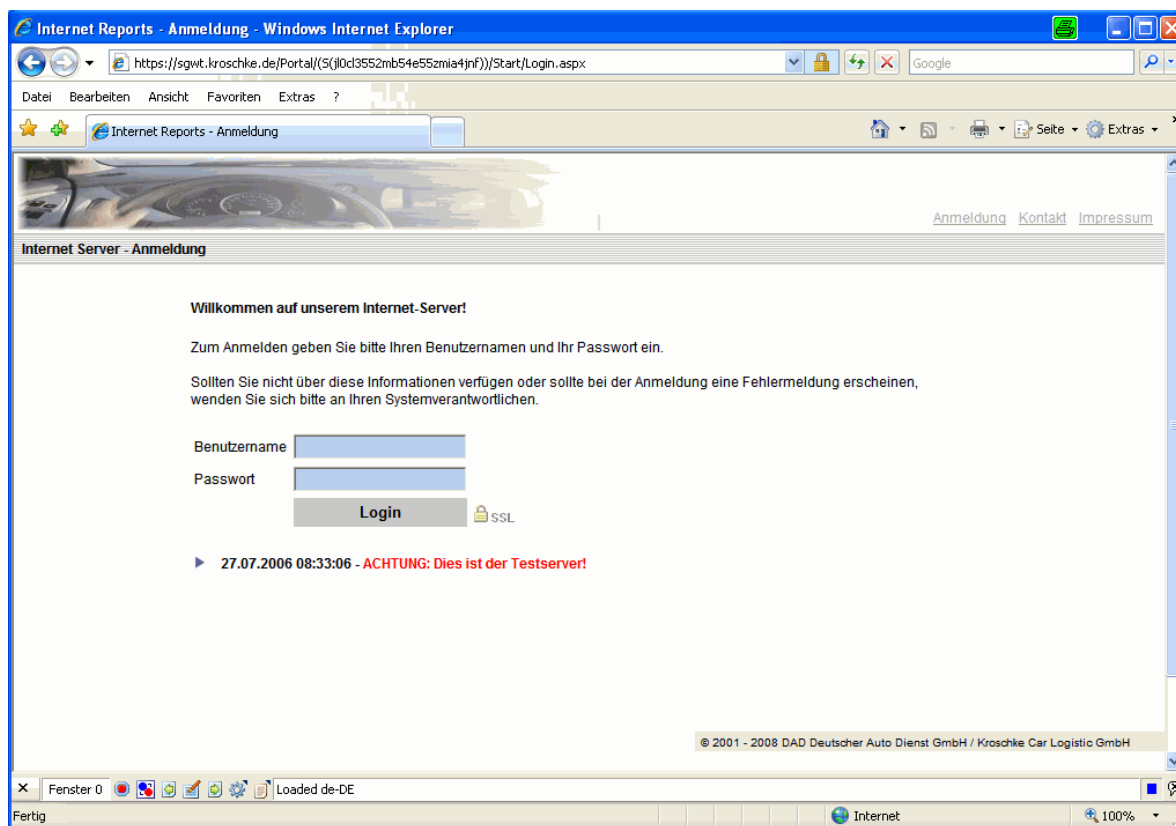 Internet Reports - Anmeldung - Windows Internet Explorer
https://sgwt.kroschke.de/Portal/(S(jl0cl3552mb54e55zmia4jnf))/Start/Login.aspx
Google
Datei Bearbeiten Ansicht Favoriten Extras ?
Internet Reports - Anmeldung
Seite
Extras
Anmeldung Kontakt Impressum
Internet Server - Anmeldung
Willkommen auf unserem Internet-Server!
Zum Anmelden geben Sie bitte Ihren Benutzernamen und Ihr Passwort ein.
Sollten Sie nicht über diese Informationen verfügen oder sollte bei der Anmeldung eine Fehlermeldung erscheinen,
wenden Sie sich bitte an Ihren Systemverantwortlichen.
Benutzername
Passwort
Login
SSL
27.07.2006 08:33:06 - ACHTUNG: Dies ist der Testserver!
© 2001 - 2008 DAD Deutscher Auto Dienst GmbH / Kroschke Car Logistic GmbH
Fenster 0
Loaded de-DE
Fertig
Internet
100%